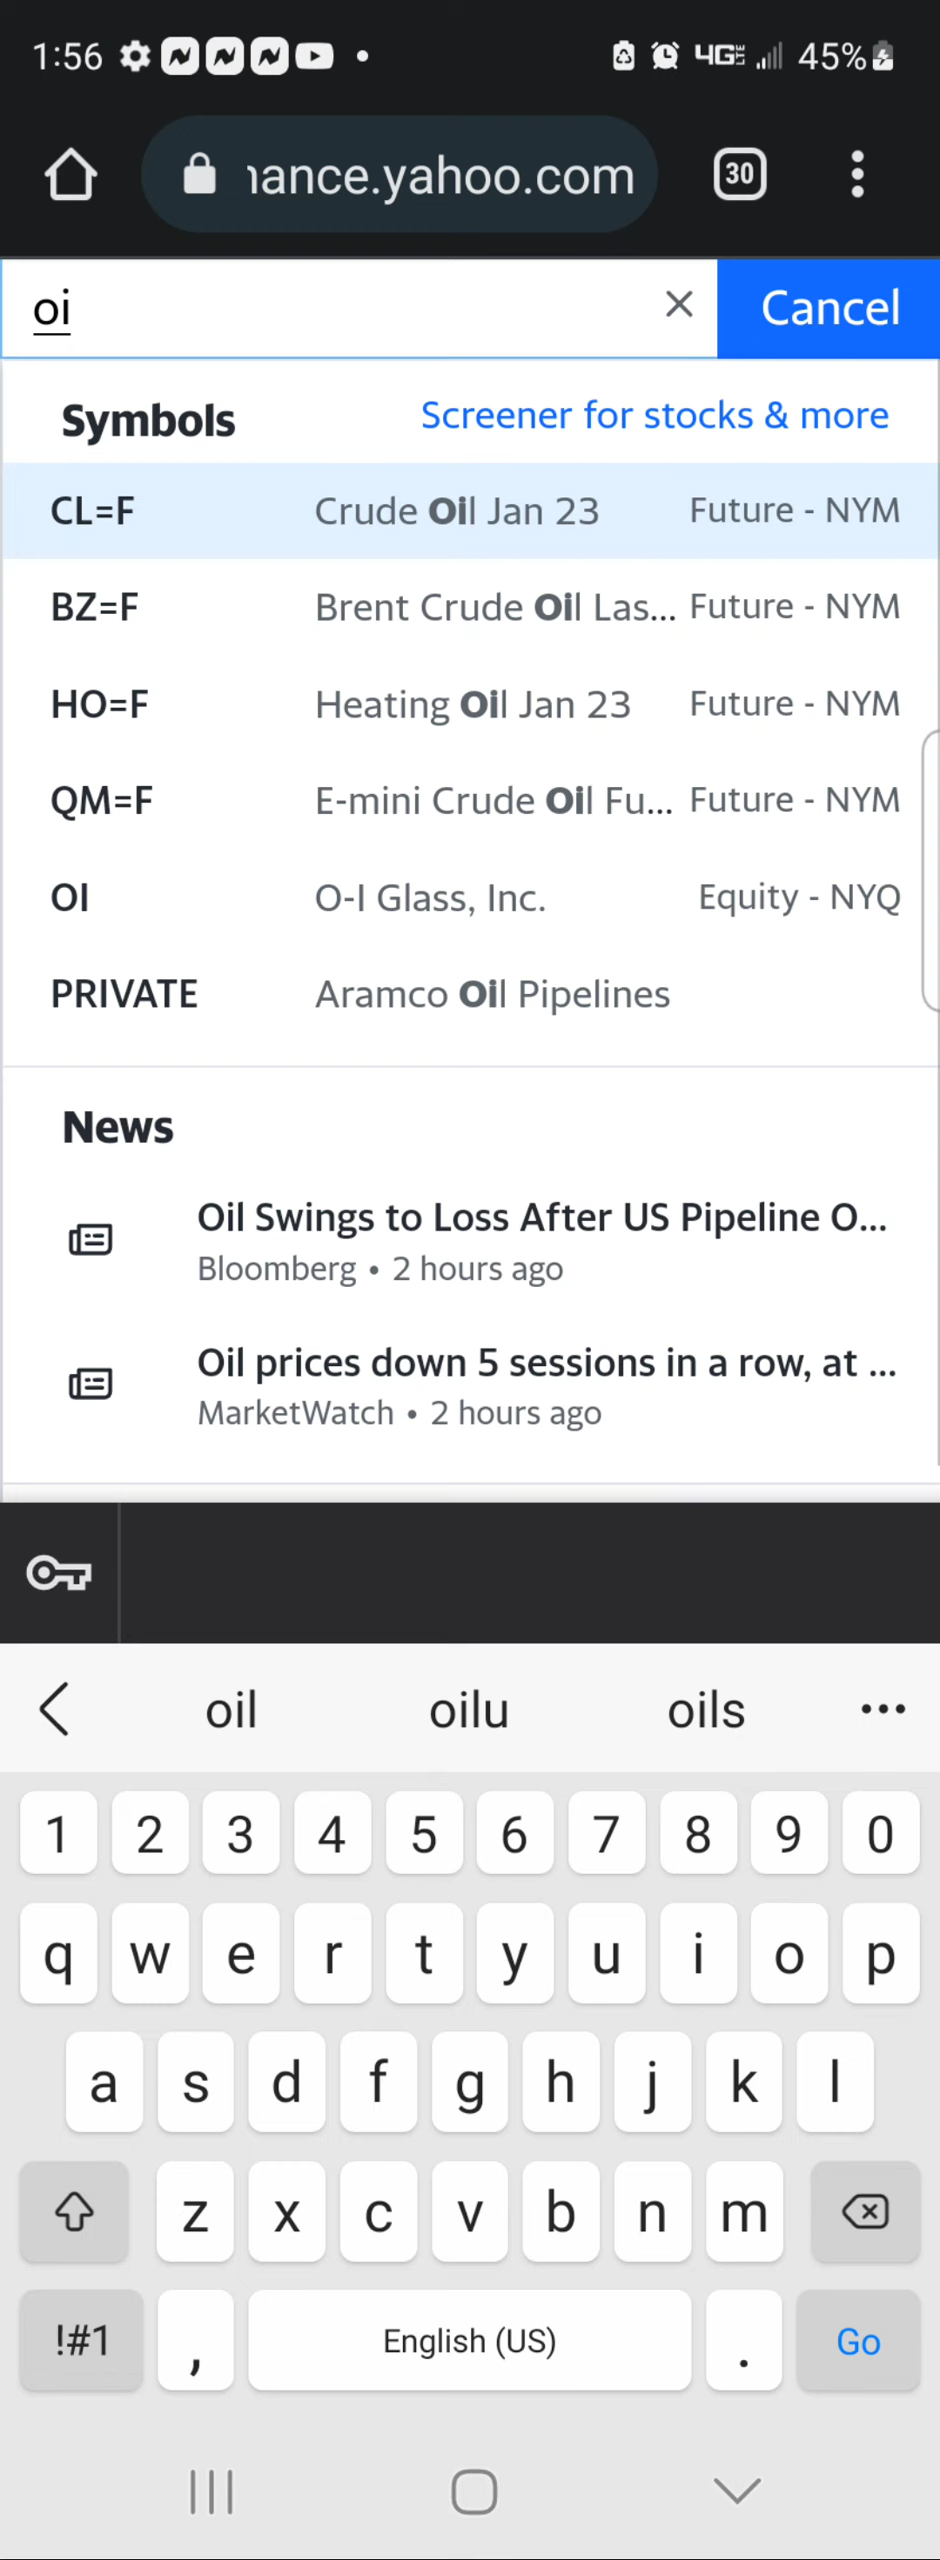 1:56 4G LTE 45%
nance.yahoo.com 30
oi Cancel
Symbols Screener for stocks & more
CL=F Crude Oil Jan 23 Future - NYM
BZ=F Brent Crude Oil Las... Future - NYM
HO=F Heating Oil Jan 23 Future - NYM
QM=F E-mini Crude Oil Fu... Future - NYM
OI O-I Glass, Inc. Equity - NYQ
PRIVATE Aramco Oil Pipelines
News
Oil Swings to Loss After US Pipeline O...
Bloomberg • 2 hours ago
Oil prices down 5 sessions in a row, at ...
MarketWatch • 2 hours ago
oil oilu oils ...
1 2 3 4 5 6 7 8 9 0
q w e r t y u i o p
a s d f g h j k l
z x c v b n m
!#1 , English (US) . Go